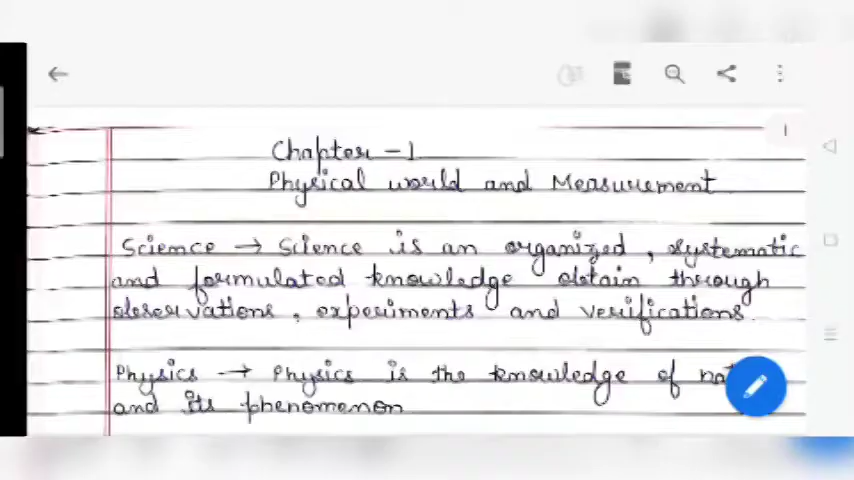 1
Chapter - 1
Physical world and Measurement
Science → Science is an organized, systematic
and formulated knowledge obtain through
observations, experiments and verifications.
Physics → Physics is the knowledge of
and its phenomenon